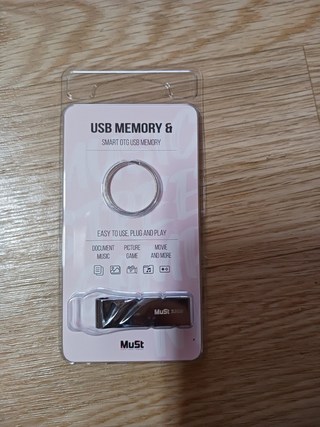 USB MEMORY &
SMART OTG USB MEMORY
EASY TO USE, PLUG AND PLAY
DOCUMENT PICTURE MOVIE
MUSIC GAME AND MORE
MuSt
MuSt